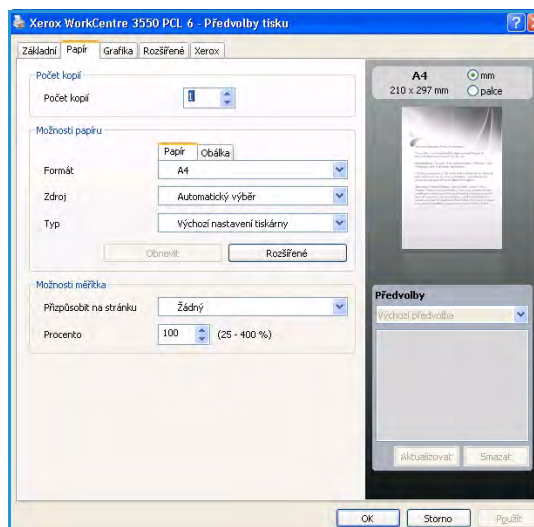 Xerox WorkCentre 3550 PCL 6 - Předvolby tisku
Základní Papír Grafika Rozšířené Xerox
Počet kopií
Počet kopií 1
Možnosti papíru
Papír Obálka
Formát A4
Zdroj Automatický výběr
Typ Výchozí nastavení tiskárny
Obnovit Rozšířené
Možnosti měřítka
Přizpůsobit na stránku Žádný
Procento 100 (25 - 400 %)
A4 mm
210 x 297 mm palce
Předvolby
Výchozí předvolba
Aktualizovat Smazat
OK Storno Použít